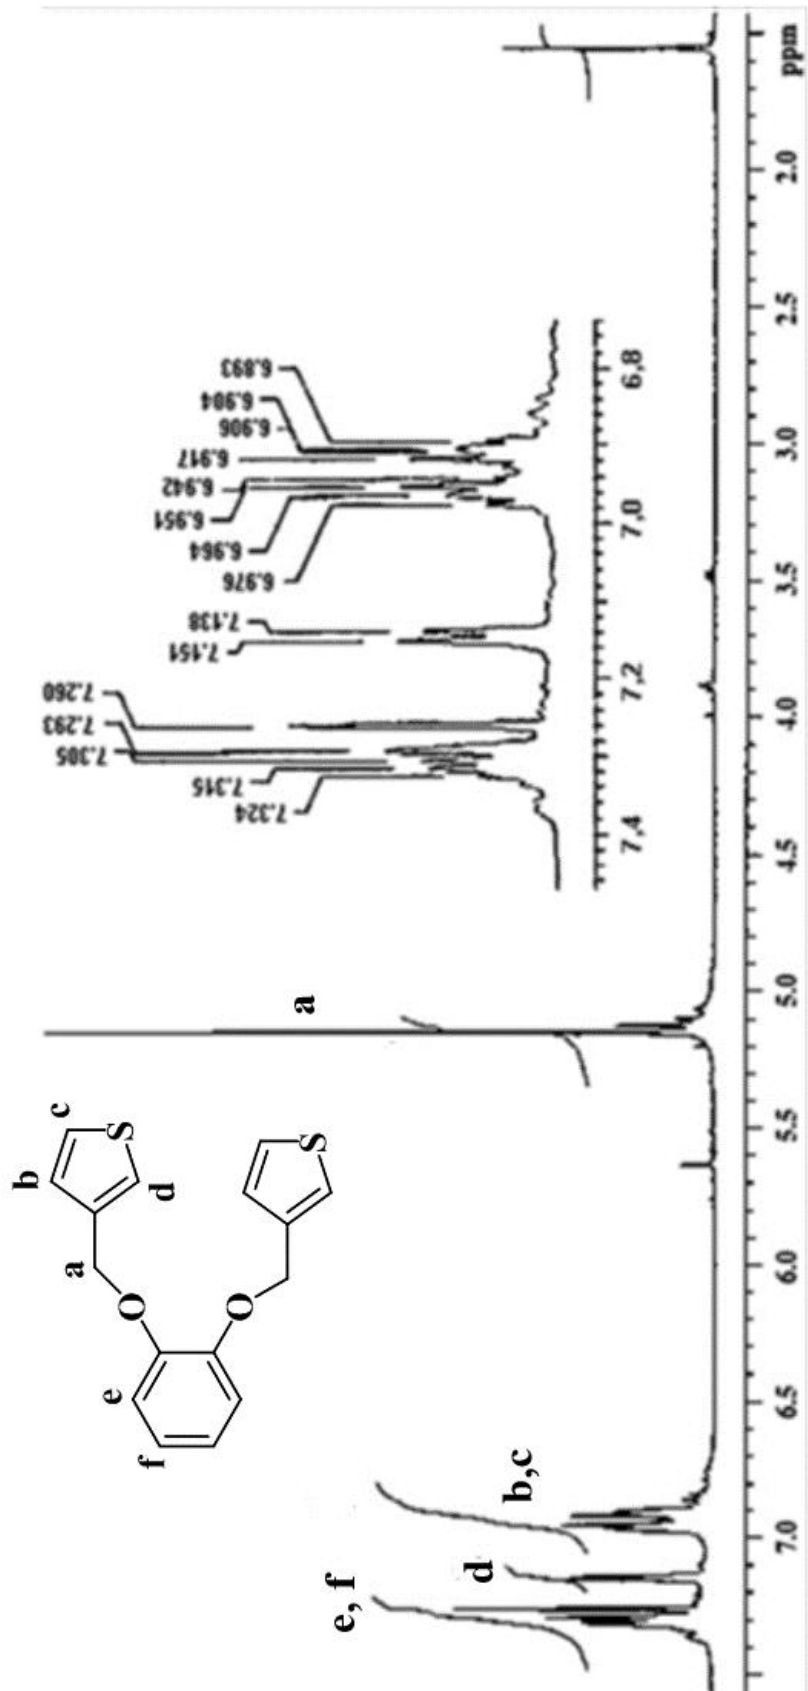 c
b
S
d
a
O
S
O
e
f
a
e, f
d
b,c
7.324
7.315
7.305
7.293
7.260
7.151
7.138
6.976
6.964
6.951
6.942
6.917
6.906
6.904
6.893
7,4
7,2
7,0
6,8
7.0
6.5
6.0
5.5
5.0
4.5
4.0
3.5
3.0
2.5
2.0
ppm